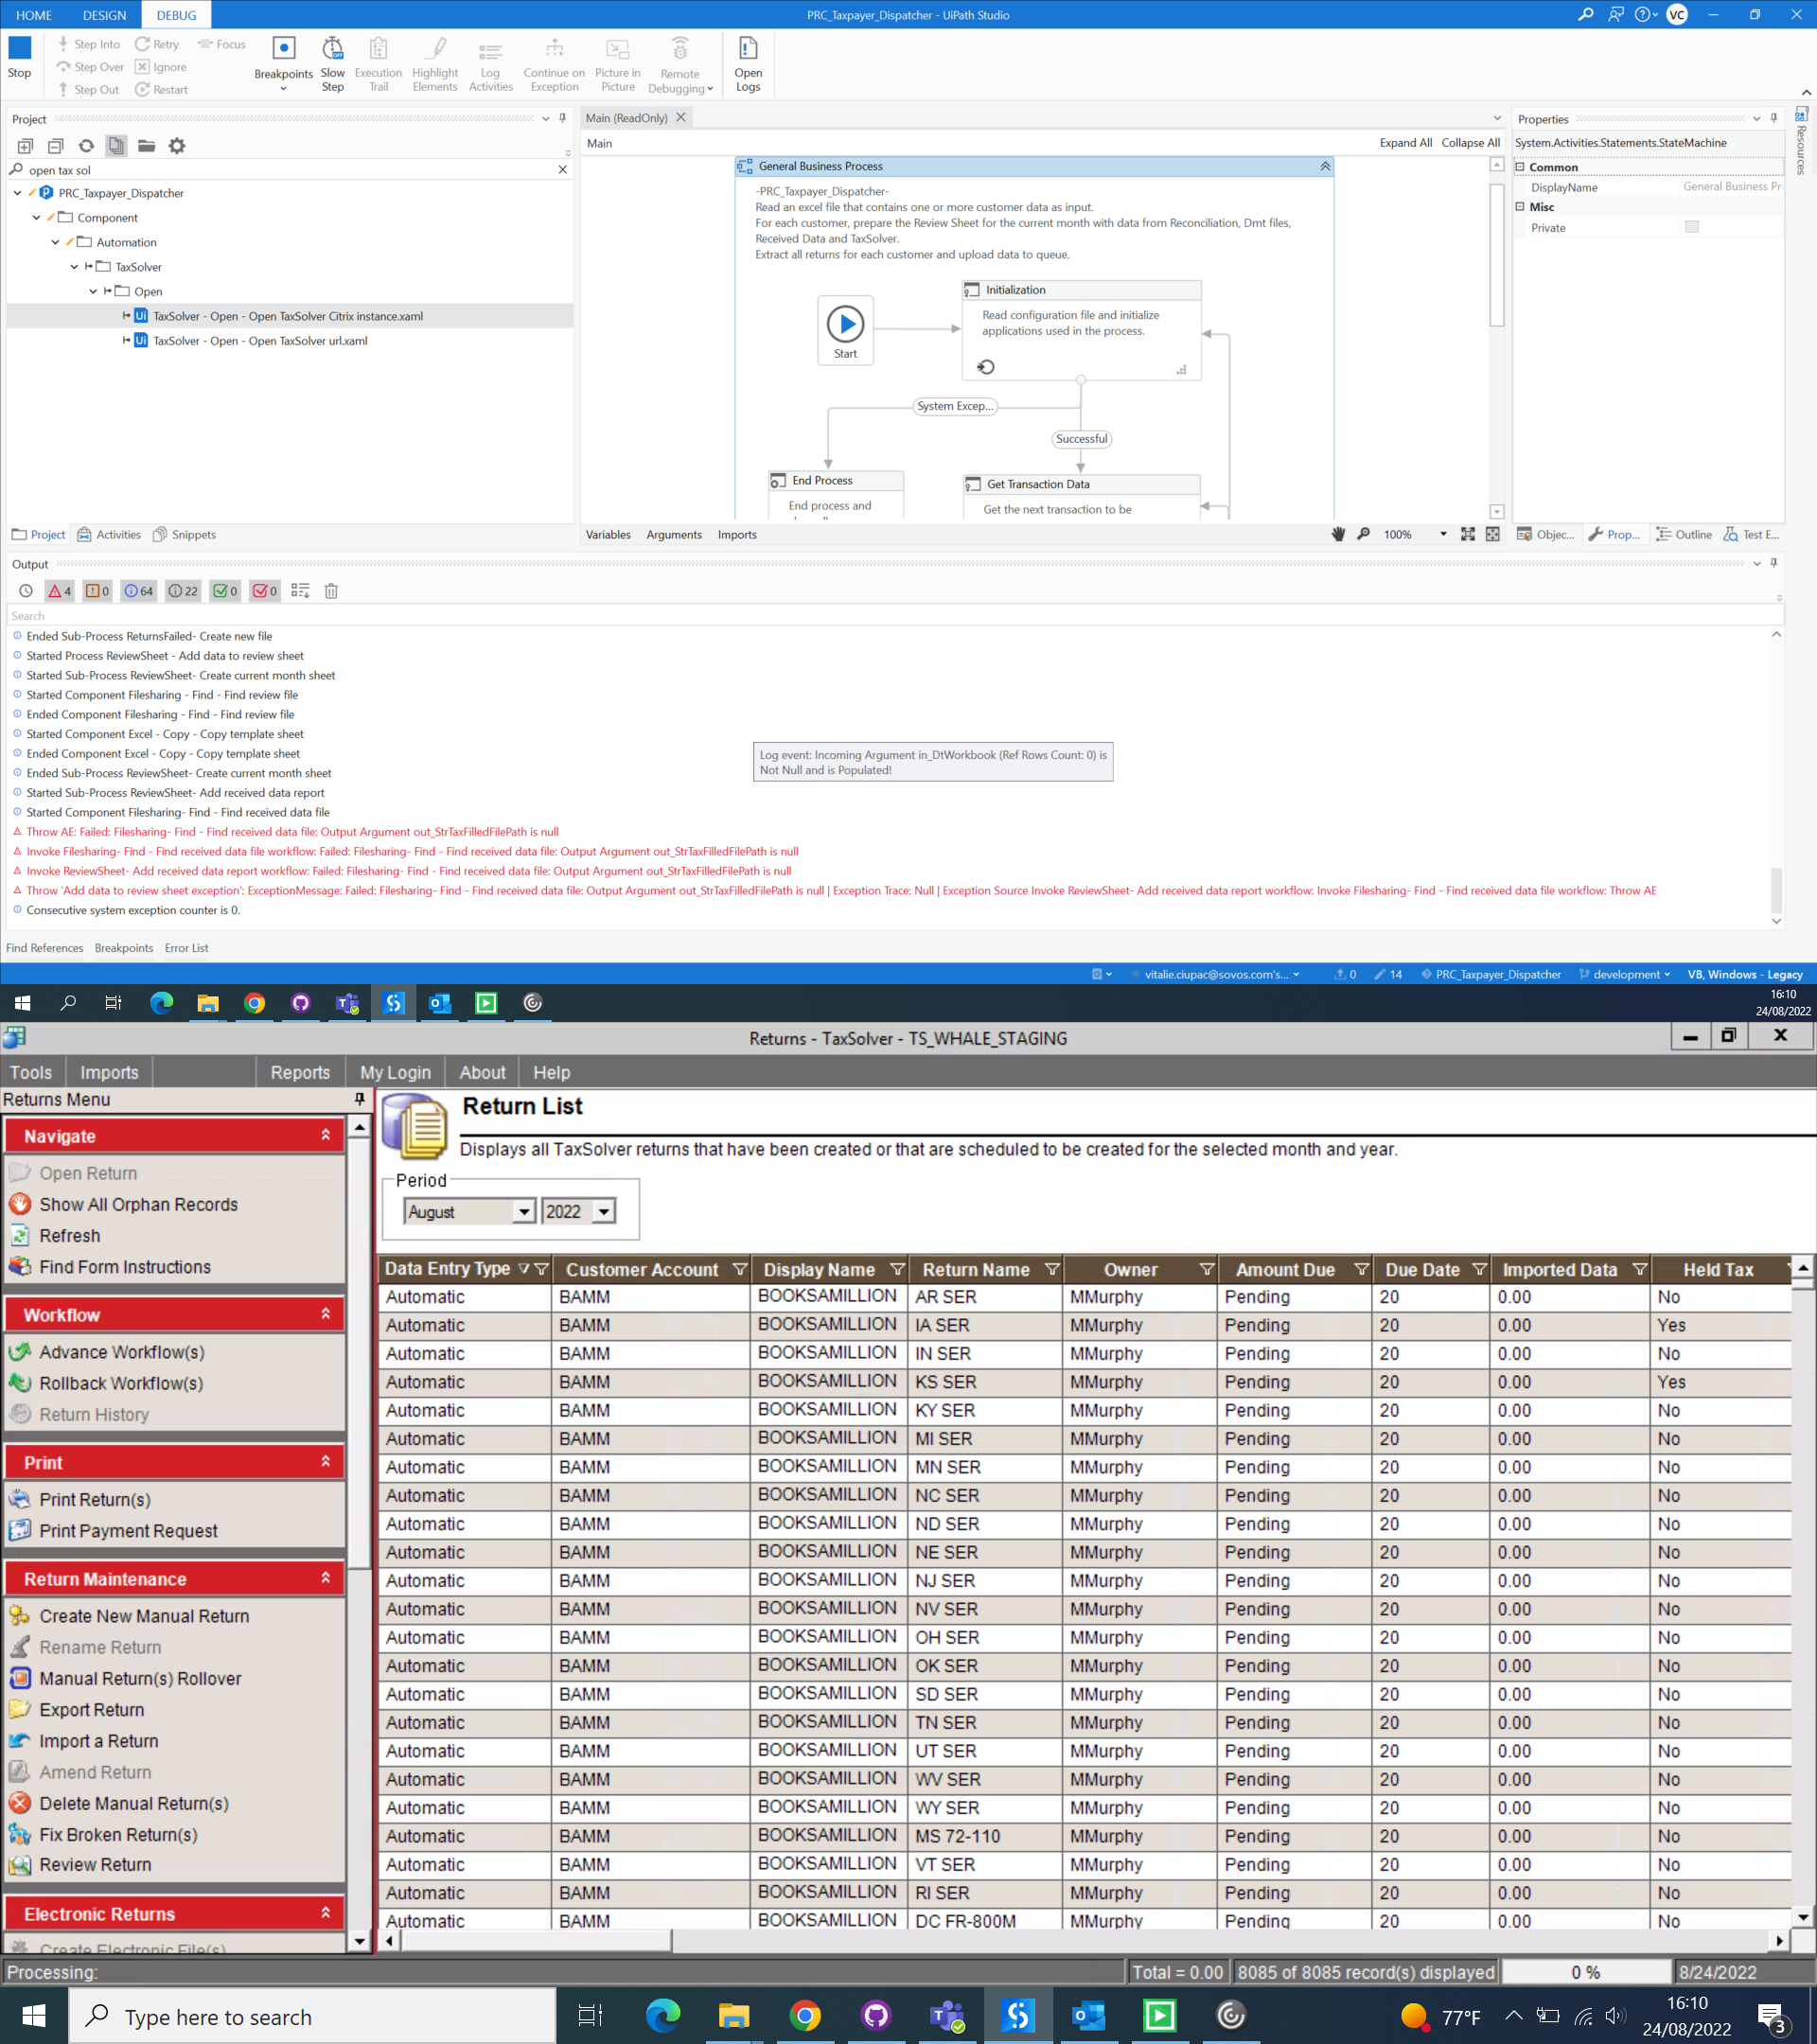 HOME DESIGN DEBUG PRC_Taxpayer_Dispatcher - UiPath Studio VC
Step Into Retry Focus
Step Over Ignore
Step Out Restart
Stop
Breakpoints
Slow Step
Execution Trail
Highlight Elements
Log Activities
Continue on Exception
Picture in Picture
Remote Debugging
Open Logs
Project
open tax sol
PRC_Taxpayer_Dispatcher
Component
Automation
TaxSolver
Open
TaxSolver - Open - Open TaxSolver Citrix instance.xaml
TaxSolver - Open - Open TaxSolver url.xaml
Project Activities Snippets
Main (ReadOnly)
Main Expand All Collapse All
General Business Process
-PRC_Taxpayer_Dispatcher-
Read an excel file that contains one or more customer data as input.
For each customer, prepare the Review Sheet for the current month with data from Reconciliation, Dmt files,
Received Data and TaxSolver.
Extract all returns for each customer and upload data to queue.
Start
Initialization
Read configuration file and initialize
applications used in the process.
System Excep...
Successful
End Process
End process and
Get Transaction Data
Get the next transaction to be
Variables Arguments Imports 100%
Properties
System.Activities.Statements.StateMachine
Common
DisplayName General Business Pr
Misc
Private
Objec... Prop... Outline Test E...
Resources
Output
4 0 64 22 0 0
Search
Ended Sub-Process ReturnsFailed- Create new file
Started Process ReviewSheet - Add data to review sheet
Started Sub-Process ReviewSheet- Create current month sheet
Started Component Filesharing - Find - Find review file
Ended Component Filesharing - Find - Find review file
Started Component Excel - Copy - Copy template sheet
Ended Component Excel - Copy - Copy template sheet
Ended Sub-Process ReviewSheet- Create current month sheet
Started Sub-Process ReviewSheet- Add received data report
Started Component Filesharing- Find - Find received data file
Log event: Incoming Argument in_DtWorkbook (Ref Rows Count: 0) is
Not Null and is Populated!
Throw AE: Failed: Filesharing- Find - Find received data file: Output Argument out_StrTaxFilledFilePath is null
Invoke Filesharing- Find - Find received data file workflow: Failed: Filesharing- Find - Find received data file: Output Argument out_StrTaxFilledFilePath is null
Invoke ReviewSheet- Add received data report workflow: Failed: Filesharing- Find - Find received data file: Output Argument out_StrTaxFilledFilePath is null
Throw 'Add data to review sheet exception': ExceptionMessage: Failed: Filesharing- Find - Find received data file: Output Argument out_StrTaxFilledFilePath is null | Exception Trace: Null | Exception Source Invoke ReviewSheet- Add received data report workflow: Invoke Filesharing- Find - Find received data file workflow: Throw AE
Consecutive system exception counter is 0.
Find References Breakpoints Error List
vitalie.ciupac@sovos.com's... 0 14 PRC_Taxpayer_Dispatcher development VB, Windows - Legacy
16:10
24/08/2022
Returns - TaxSolver - TS_WHALE_STAGING
Tools Imports Reports My Login About Help
Returns Menu
Navigate
Open Return
Show All Orphan Records
Refresh
Find Form Instructions
Workflow
Advance Workflow(s)
Rollback Workflow(s)
Return History
Print
Print Return(s)
Print Payment Request
Return Maintenance
Create New Manual Return
Rename Return
Manual Return(s) Rollover
Export Return
Import a Return
Amend Return
Delete Manual Return(s)
Fix Broken Return(s)
Review Return
Electronic Returns
Create Electronic File(s)
Return List
Displays all TaxSolver returns that have been created or that are scheduled to be created for the selected month and year.
Period
August 2022
Data Entry Type Customer Account Display Name Return Name Owner Amount Due Due Date Imported Data Held Tax
Automatic BAMM BOOKSAMILLION AR SER MMurphy Pending 20 0.00 No
Automatic BAMM BOOKSAMILLION IA SER MMurphy Pending 20 0.00 Yes
Automatic BAMM BOOKSAMILLION IN SER MMurphy Pending 20 0.00 No
Automatic BAMM BOOKSAMILLION KS SER MMurphy Pending 20 0.00 Yes
Automatic BAMM BOOKSAMILLION KY SER MMurphy Pending 20 0.00 No
Automatic BAMM BOOKSAMILLION MI SER MMurphy Pending 20 0.00 No
Automatic BAMM BOOKSAMILLION MN SER MMurphy Pending 20 0.00 No
Automatic BAMM BOOKSAMILLION NC SER MMurphy Pending 20 0.00 No
Automatic BAMM BOOKSAMILLION ND SER MMurphy Pending 20 0.00 No
Automatic BAMM BOOKSAMILLION NE SER MMurphy Pending 20 0.00 No
Automatic BAMM BOOKSAMILLION NJ SER MMurphy Pending 20 0.00 No
Automatic BAMM BOOKSAMILLION NV SER MMurphy Pending 20 0.00 No
Automatic BAMM BOOKSAMILLION OH SER MMurphy Pending 20 0.00 No
Automatic BAMM BOOKSAMILLION OK SER MMurphy Pending 20 0.00 No
Automatic BAMM BOOKSAMILLION SD SER MMurphy Pending 20 0.00 No
Automatic BAMM BOOKSAMILLION TN SER MMurphy Pending 20 0.00 No
Automatic BAMM BOOKSAMILLION UT SER MMurphy Pending 20 0.00 No
Automatic BAMM BOOKSAMILLION WV SER MMurphy Pending 20 0.00 No
Automatic BAMM BOOKSAMILLION WY SER MMurphy Pending 20 0.00 No
Automatic BAMM BOOKSAMILLION MS 72-110 MMurphy Pending 20 0.00 No
Automatic BAMM BOOKSAMILLION VT SER MMurphy Pending 20 0.00 No
Automatic BAMM BOOKSAMILLION RI SER MMurphy Pending 20 0.00 No
Automatic BAMM BOOKSAMILLION DC FR-800M MMurphy Pending 20 0.00 No
Processing: Total = 0.00 8085 of 8085 record(s) displayed 0 % 8/24/2022
Type here to search 77°F 16:10
24/08/2022 3